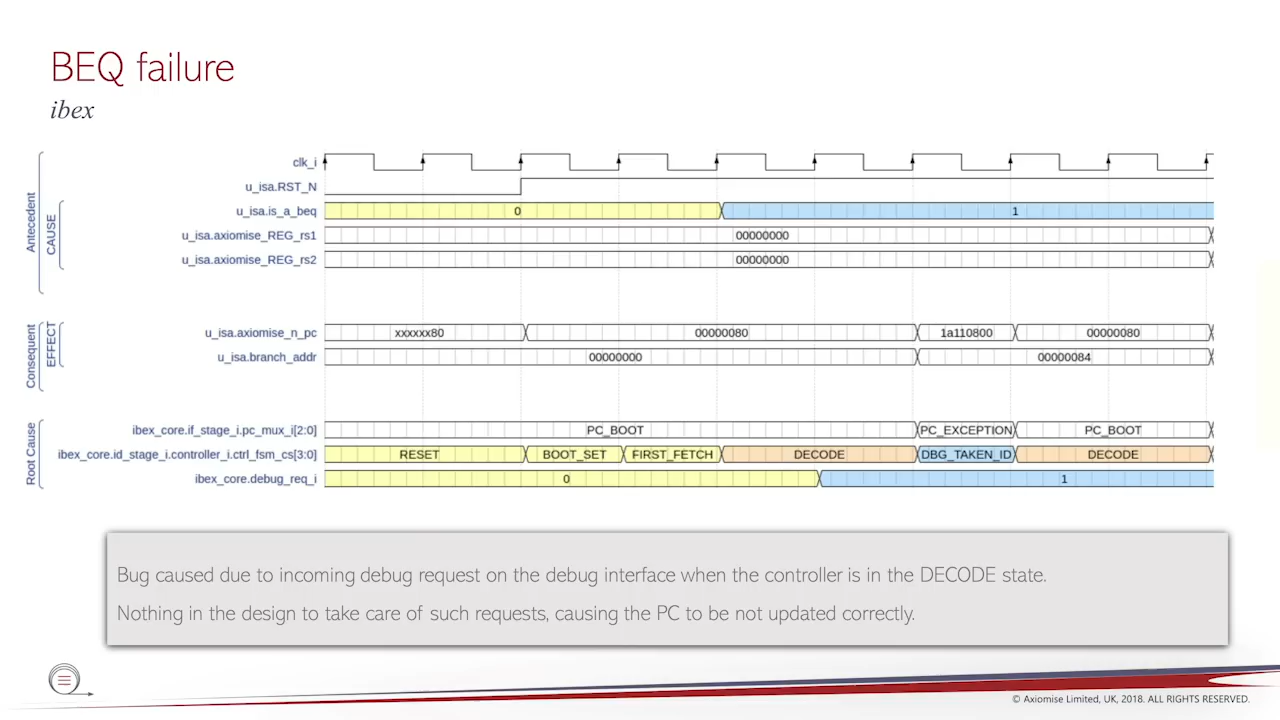 BEQ failure
ibex
Antecedent
CAUSE
clk_i
u_isa.RST_N
u_isa.is_a_beq 0 1
u_isa.axiomise_REG_rs1 00000000
u_isa.axiomise_REG_rs2 00000000
Consequent
EFFECT
u_isa.axiomise_n_pc xxxxxx80 00000080 1a110800 00000080
u_isa.branch_addr 00000000 00000084
Root Cause
ibex_core.if_stage_i.pc_mux_i[2:0] PC_BOOT PC_EXCEPTION PC_BOOT
ibex_core.id_stage_i.controller_i.ctrl_fsm_cs[3:0] RESET BOOT_SET FIRST_FETCH DECODE DBG_TAKEN_ID DECODE
ibex_core.debug_req_i 0 1
Bug caused due to incoming debug request on the debug interface when the controller is in the DECODE state.
Nothing in the design to take care of such requests, causing the PC to be not updated correctly.
© Axiomise Limited, UK, 2018. ALL RIGHTS RESERVED.